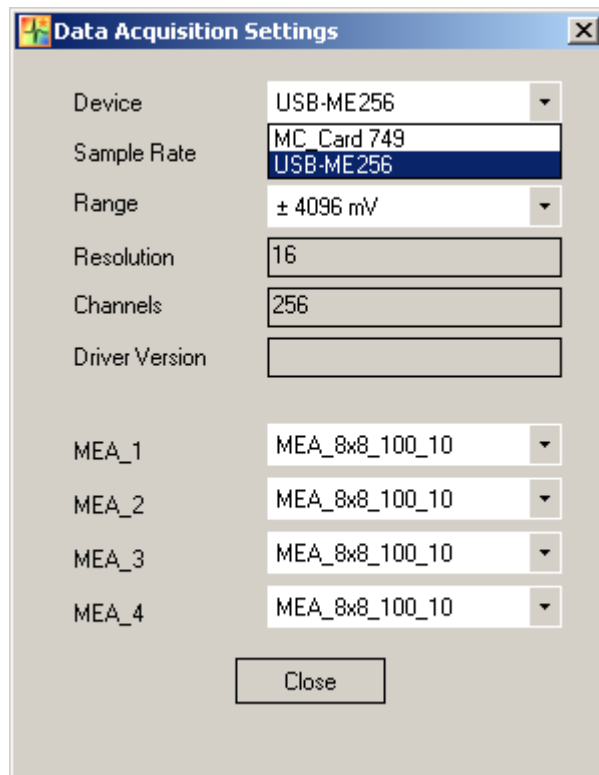 Data Acquisition Settings
Device USB-ME256
MC_Card 749
Sample Rate USB-ME256
Range ± 4096 mV
Resolution 16
Channels 256
Driver Version
MEA_1 MEA_8x8_100_10
MEA_2 MEA_8x8_100_10
MEA_3 MEA_8x8_100_10
MEA_4 MEA_8x8_100_10
Close